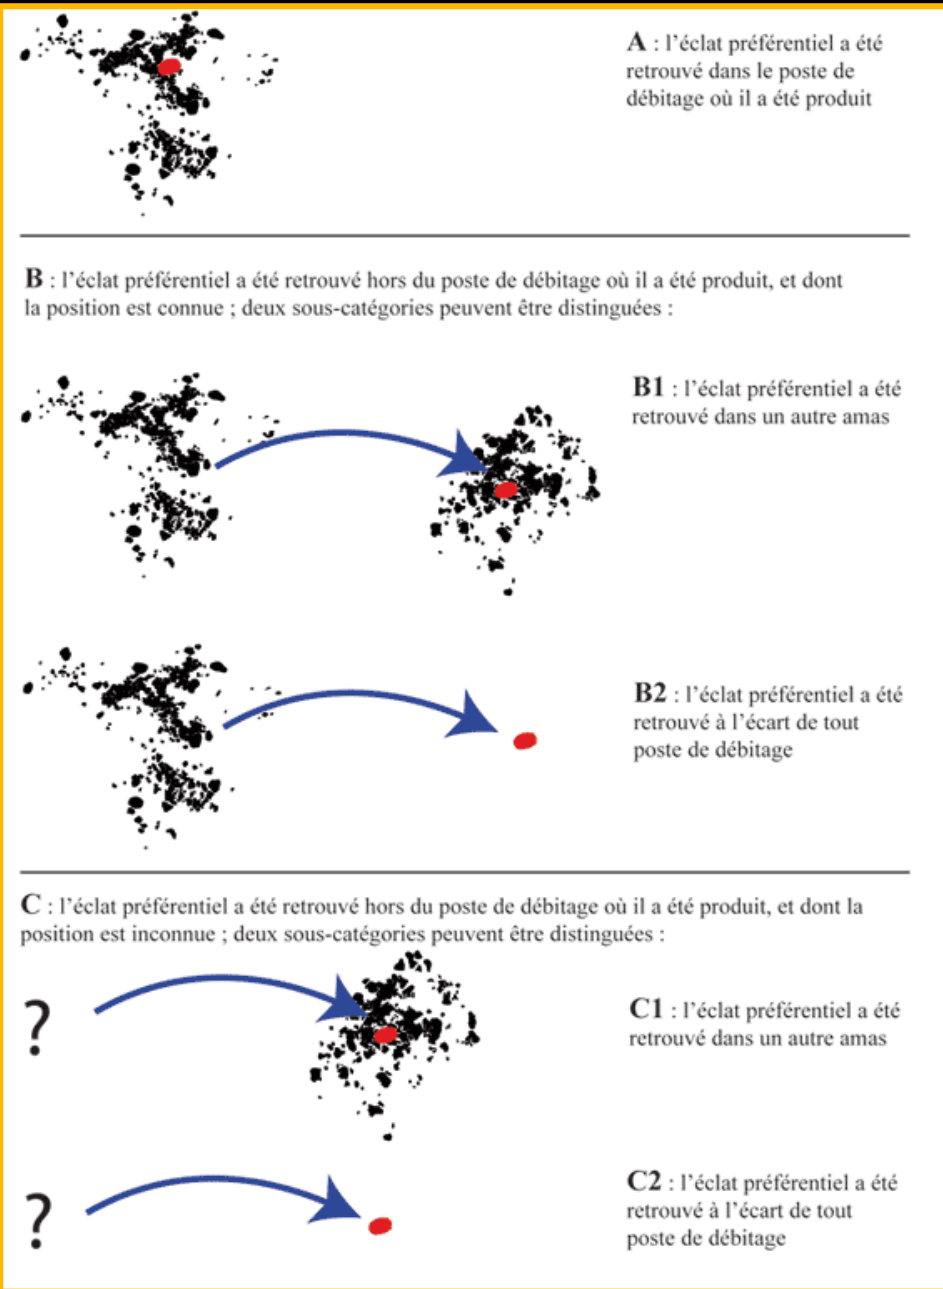 A : l'éclat préférentiel a été
retrouvé dans le poste de
débitage où il a été produit
B : l'éclat préférentiel a été retrouvé hors du poste de débitage où il a été produit, et dont
la position est connue ; deux sous-catégories peuvent être distinguées :
B1 : l'éclat préférentiel a été
retrouvé dans un autre amas
B2 : l'éclat préférentiel a été
retrouvé à l'écart de tout
poste de débitage
C : l'éclat préférentiel a été retrouvé hors du poste de débitage où il a été produit, et dont la
position est inconnue ; deux sous-catégories peuvent être distinguées :
?
C1 : l'éclat préférentiel a été
retrouvé dans un autre amas
?
C2 : l'éclat préférentiel a été
retrouvé à l'écart de tout
poste de débitage